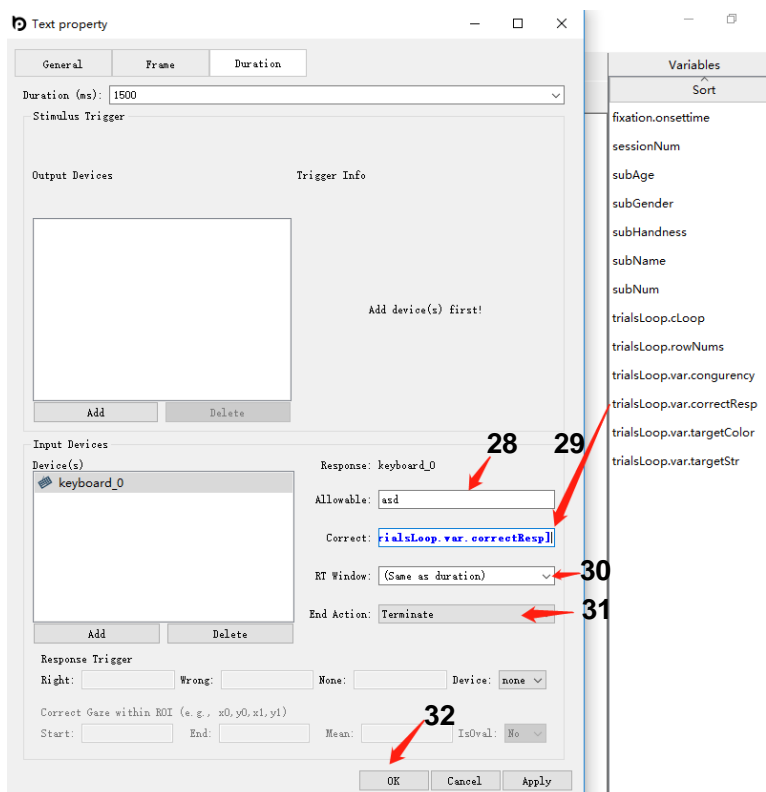 Text property
General Frame Duration
Duration (ms): 1500
Stimulus Trigger
Output Devices Trigger Info
Add device(s) first!
Add Delete
Input Devices
28 29
Device(s) Response: keyboard_0
keyboard_0
Allowable: asd
Correct: rialsLoop.var.correctResp]
RT Window: (Same as duration) 30
End Action: Terminate 31
Add Delete
Response Trigger
Right: Wrong: None: Device: none
Correct Gaze within ROI (e.g., x0,y0,x1,y1)
32
Start: End: Mean: IsOval: No
OK Cancel Apply
Variables
Sort
fixation.onsettime
sessionNum
subAge
subGender
subHandness
subName
subNum
trialsLoop.cLoop
trialsLoop.rowNums
trialsLoop.var.congurency
trialsLoop.var.correctResp
trialsLoop.var.targetColor
trialsLoop.var.targetStr